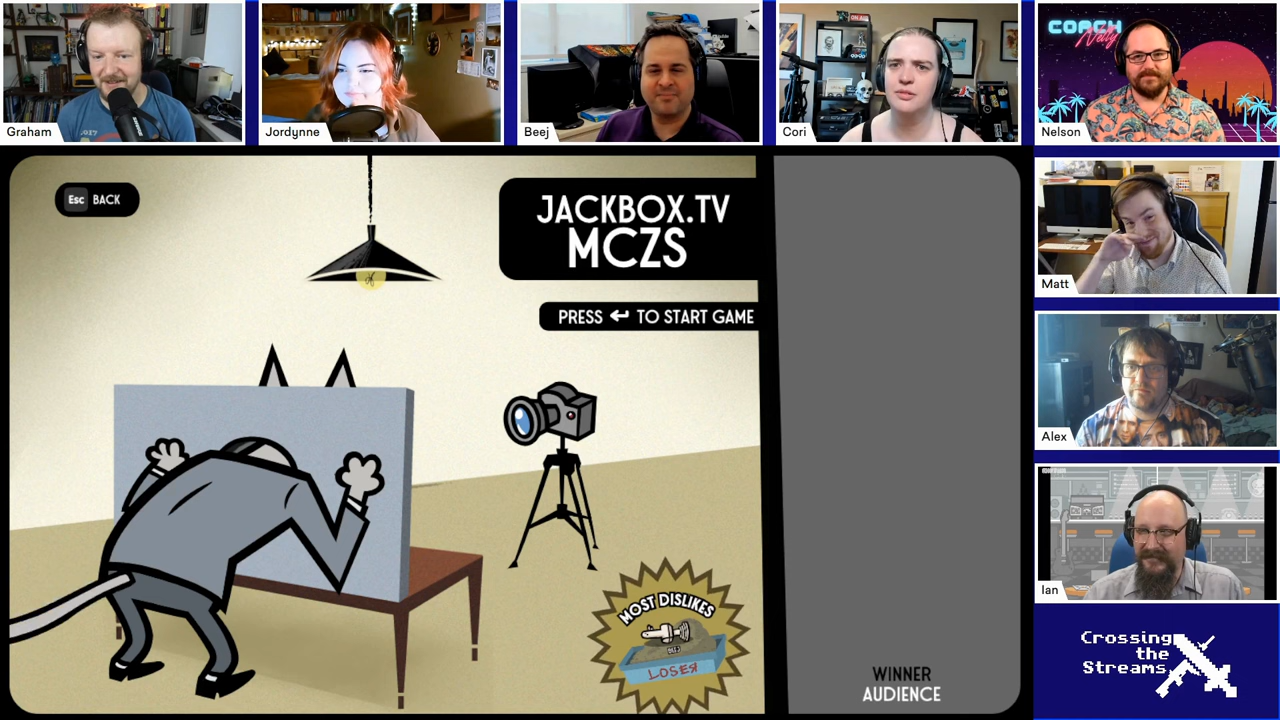 Graham
Jordynne
Beej
Cori
COACH
Nelly
Nelson
Esc BACK
JACKBOX.TV
MCZS
PRESS TO START GAME
Matt
Alex
Ian
MOST DISLIKES
LOSER
WINNER
AUDIENCE
Crossing
the
Streams